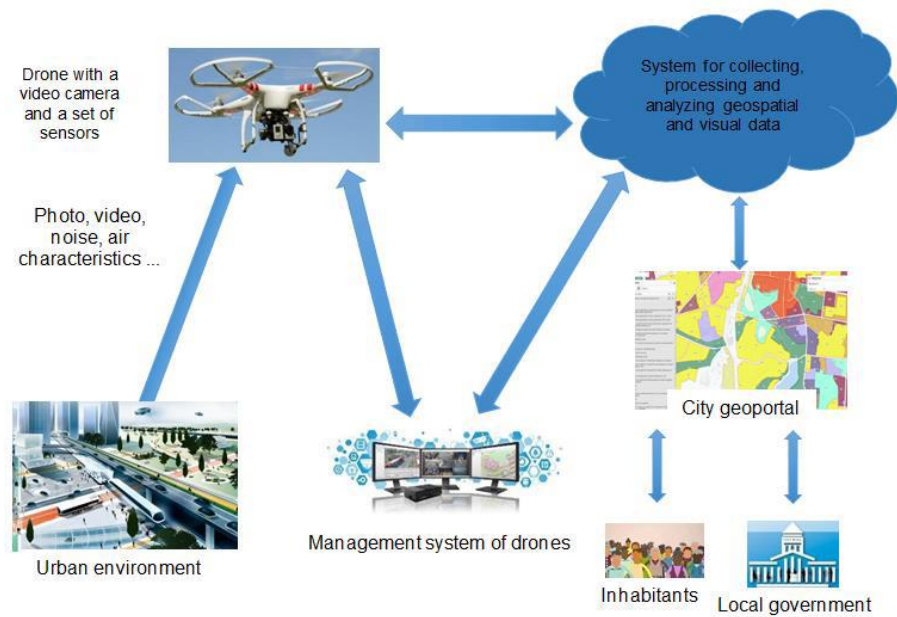 Drone with a
video camera
and a set of
sensors
System for collecting,
processing and
analyzing geospatial
and visual data
Photo, video,
noise, air
characteristics ...
City geoportal
Urban environment
Management system of drones
Inhabitants
Local government